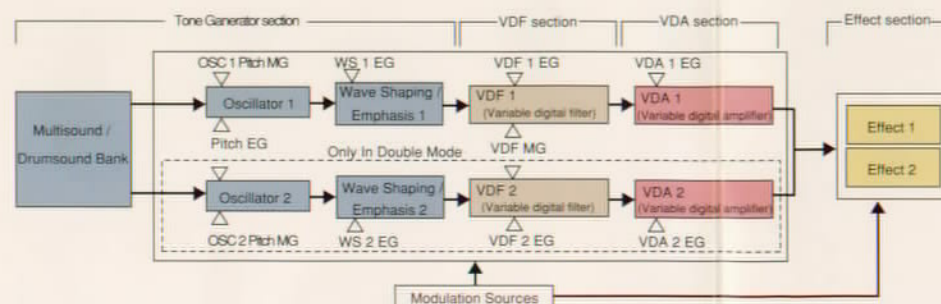 Tone Ganerator section
VDF section
VDA section
Effect section
OSC 1 Pitch MG
WS 1 EG
VDF 1 EG
VDA 1 EG
Multisound /
Drumsound Bank
Oscillator 1
Wave Shaping /
Emphasis 1
VDF 1
(Variable digital filter)
VDA 1
(Variable digital amplifier)
Effect 1
Effect 2
Pitch EG
VDF MG
Only In Double Mode
Oscillator 2
Wave Shaping /
Emphasis 2
VDF 2
(Variable digital filter)
VDA 2
(Variable digital amplifier)
OSC 2 Pitch MG
WS 2 EG
VDF 2 EG
VDA 2 EG
Modulation Sources